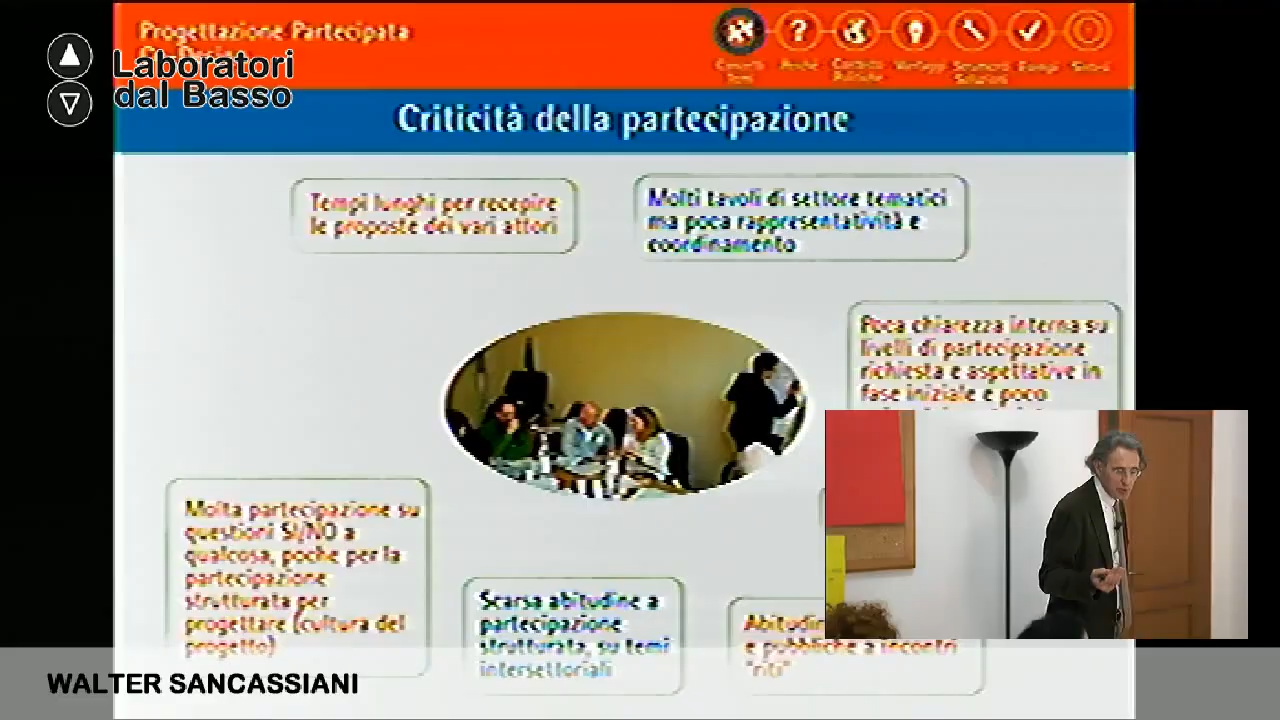 Progettazione Partecipata
Laboratori
dal Basso
Criticità della partecipazione
Tempi lunghi per recepire
le proposte dei vari attori
Molti tavoli di settore tematici
ma poca rappresentatività e
coordinamento
Poca chiarezza interna su
livelli di partecipazione
richiesta e aspettative in
fase iniziale e poco
Molta partecipazione su
questioni SI/NO a
qualcosa, poche per la
partecipazione
strutturata per
progettare (cultura del
progetto)
Scarsa abitudine a
partecipazione
strutturata, su temi
intersettoriali
e pubbliche a incontri
"riti"
WALTER SANCASSIANI